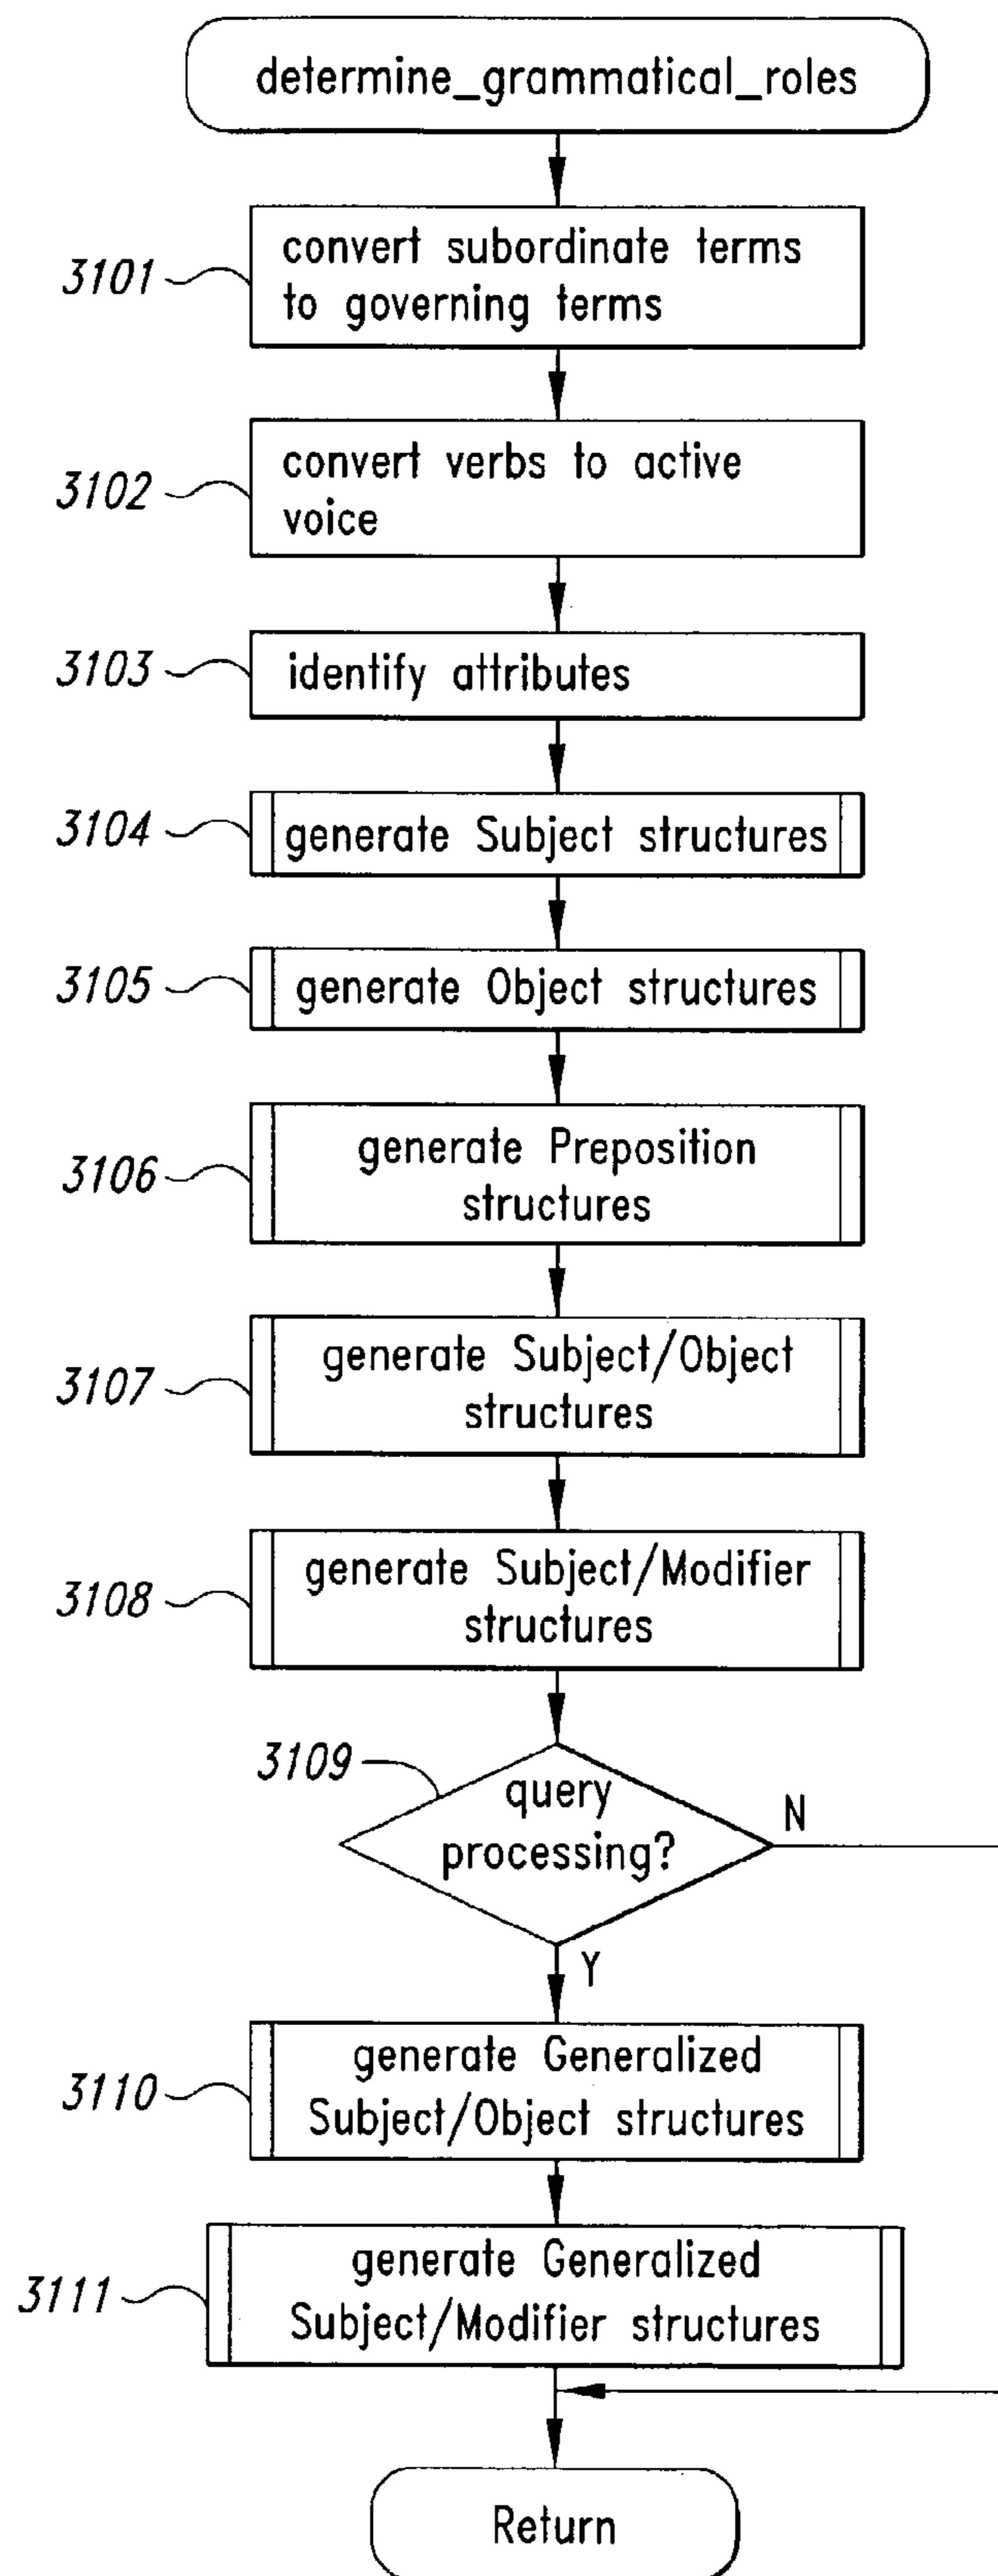 determine_grammatical_roles
3101
convert subordinate terms
to governing terms
3102
convert verbs to active
voice
3103
identify attributes
3104
generate Subject structures
3105
generate Object structures
3106
generate Preposition
structures
3107
generate Subject/Object
structures
3108
generate Subject/Modifier
structures
3109
query
processing?
N
Y
3110
generate Generalized
Subject/Object structures
3111
generate Generalized
Subject/Modifier structures
Return